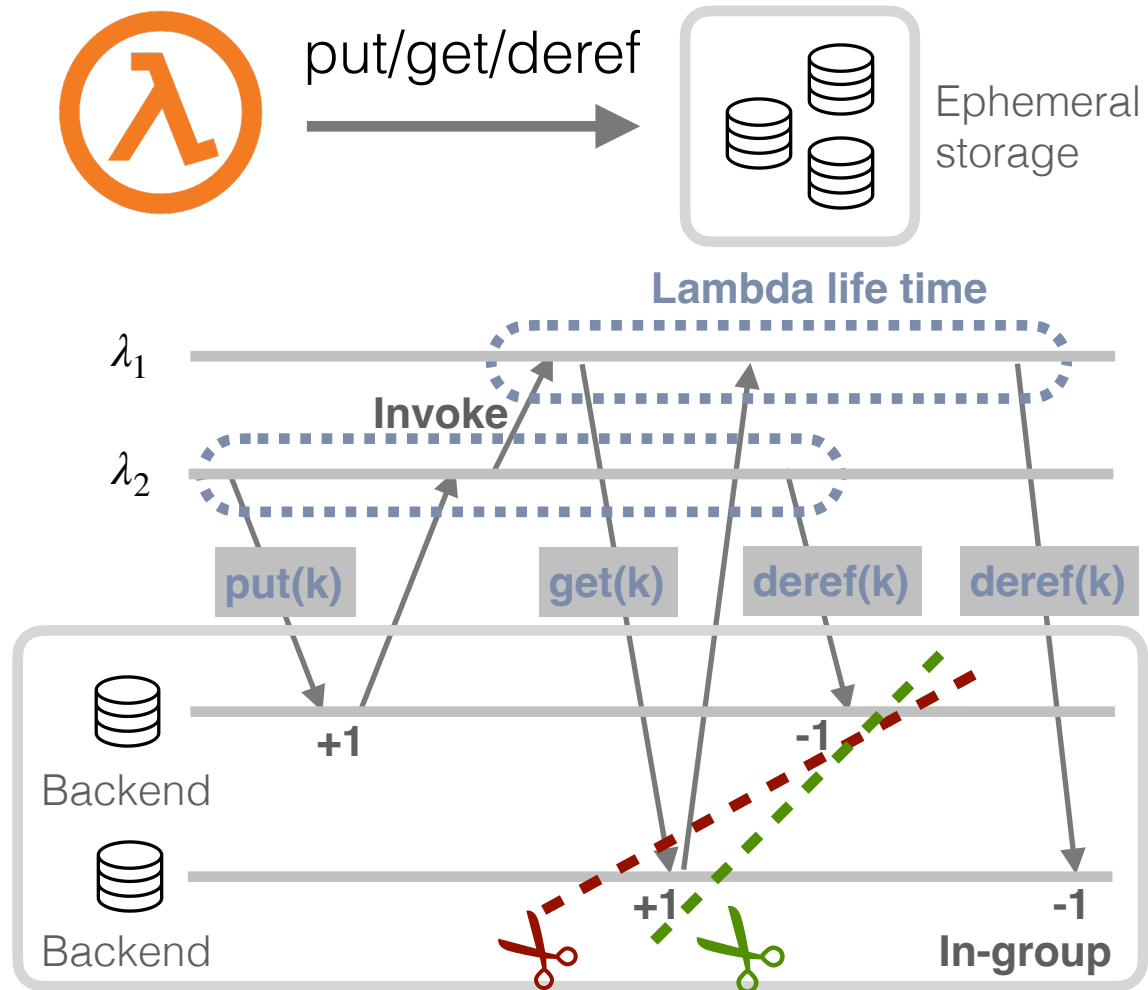 put/get/deref
Ephemeral
storage
Lambda life time
λ1
Invoke
λ2
put(k)
get(k)
deref(k)
deref(k)
+1
-1
Backend
+1
-1
Backend
In-group